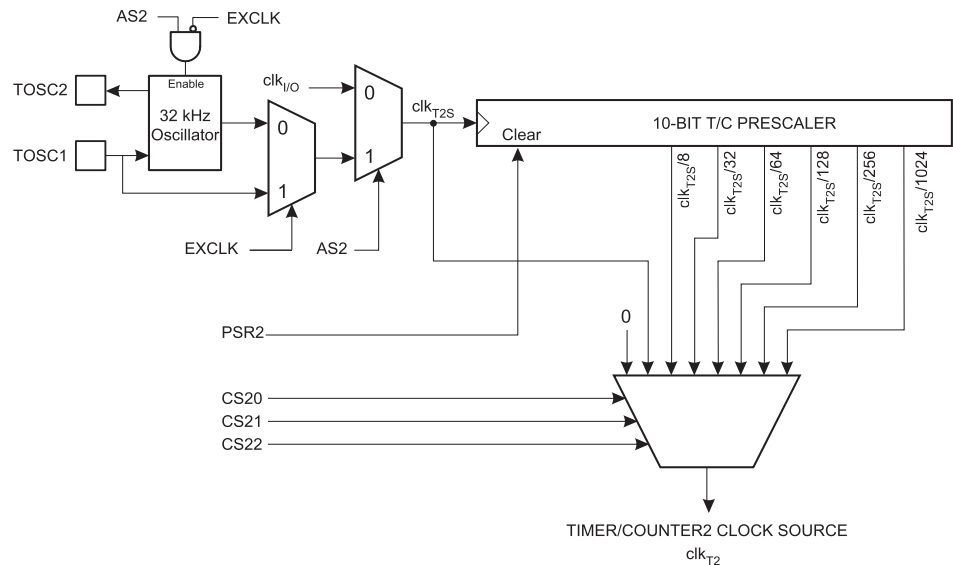 AS2
EXCLK
TOSC2
Enable
32 kHz
Oscillator
TOSC1
clkI/O
0
1
0
1
clkT2S
Clear
10-BIT T/C PRESCALER
clkT2S/8
clkT2S/32
clkT2S/64
clkT2S/128
clkT2S/256
clkT2S/1024
EXCLK
AS2
PSR2
0
CS20
CS21
CS22
TIMER/COUNTER2 CLOCK SOURCE
clkT2